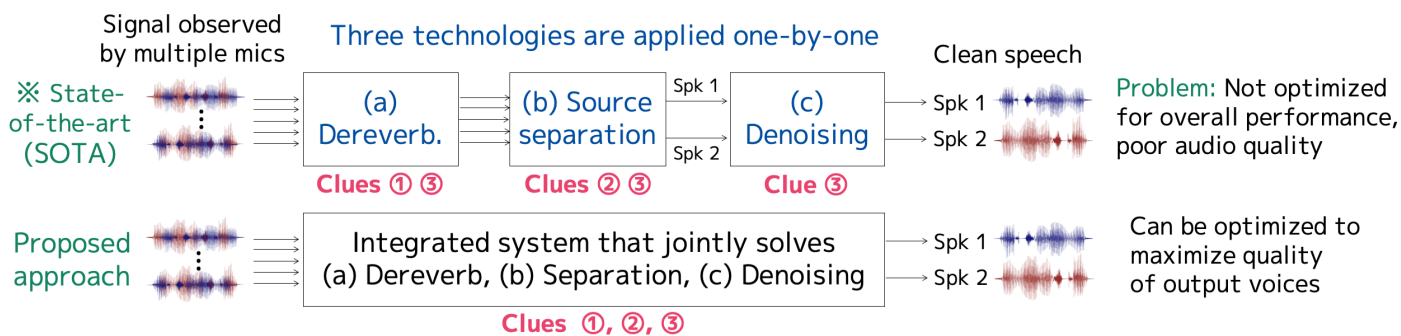 Signal observed
by multiple mics
Three technologies are applied one-by-one
Clean speech
※ State-
of-the-art
(SOTA)
(a)
Dereverb.
(b) Source
separation
Spk 1
Spk 2
(c)
Denoising
Spk 1
Spk 2
Problem: Not optimized
for overall performance,
poor audio quality
Clues ① ③
Clues ② ③
Clue ③
Proposed
approach
Integrated system that jointly solves
(a) Dereverb, (b) Separation, (c) Denoising
Spk 1
Spk 2
Can be optimized to
maximize quality
of output voices
Clues ①, ②, ③